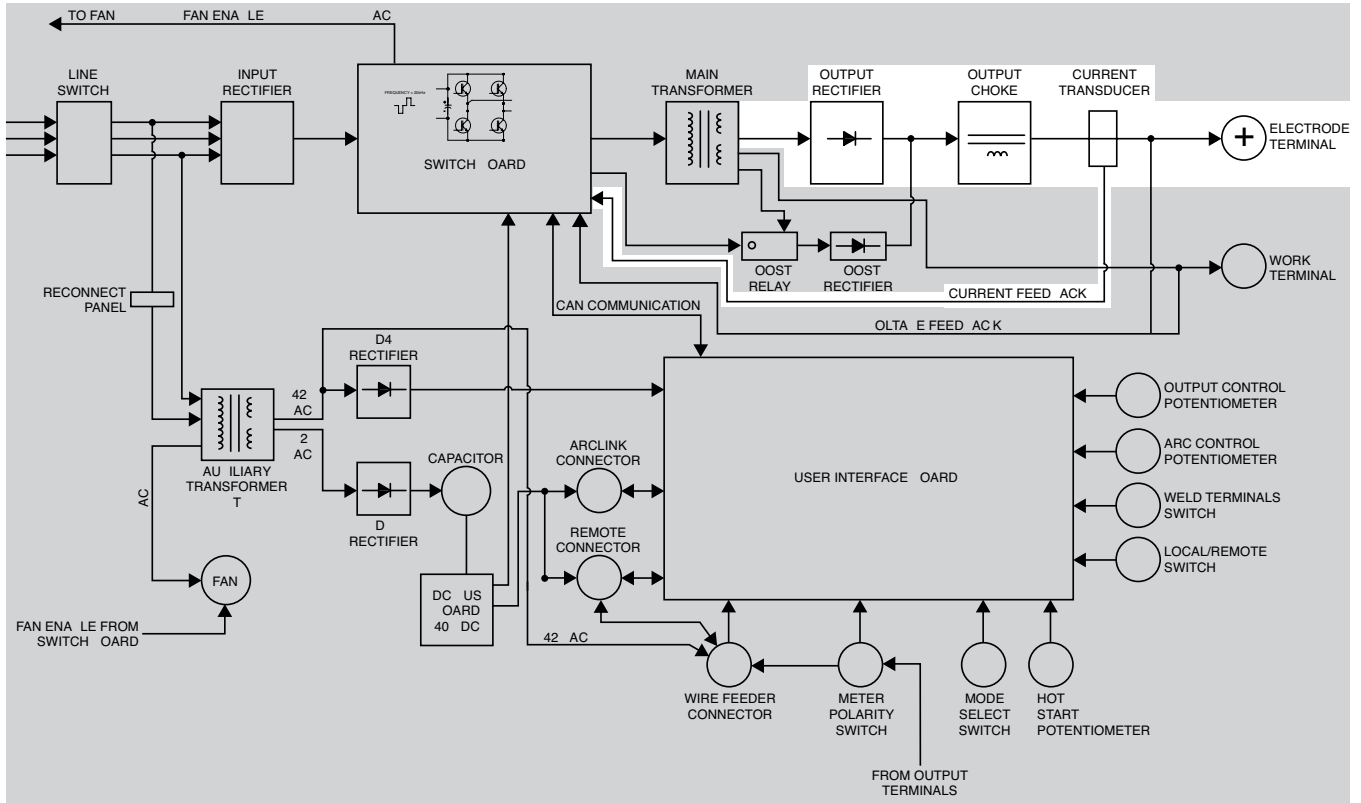 TO FAN FAN ENA LE AC
LINE
SWITCH
INPUT
RECTIFIER
FREQUENCY = 20kHz
SWITCH OARD
MAIN
TRANSFORMER
OUTPUT
RECTIFIER
OUTPUT
CHOKE
CURRENT
TRANSDUCER
+
ELECTRODE
TERMINAL
OOST
RELAY
OOST
RECTIFIER
WORK
TERMINAL
RECONNECT
PANEL
CAN COMMUNICATION
CURRENT FEED ACK
OLTA E FEED ACK
D4
RECTIFIER
42
AC
2
AC
AU ILIARY
TRANSFORMER
T
AC
D
RECTIFIER
CAPACITOR
ARCLINK
CONNECTOR
REMOTE
CONNECTOR
USER INTERFACE OARD
OUTPUT CONTROL
POTENTIOMETER
ARC CONTROL
POTENTIOMETER
WELD TERMINALS
SWITCH
LOCAL/REMOTE
SWITCH
FAN
FAN ENA LE FROM
SWITCH OARD
DC US
OARD
40 DC
42 AC
WIRE FEEDER
CONNECTOR
METER
POLARITY
SWITCH
MODE
SELECT
SWITCH
HOT
START
POTENTIOMETER
FROM OUTPUT
TERMINALS